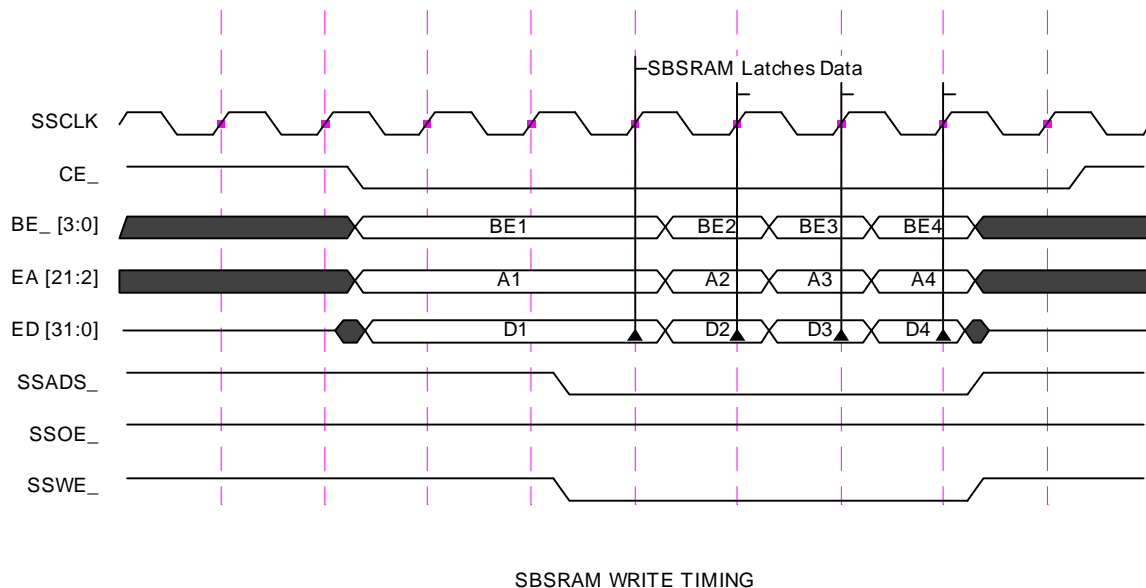 SBSRAM Latches Data
SSCLK
CE_
BE_ [3:0] BE1 BE2 BE3 BE4
EA [21:2] A1 A2 A3 A4
ED [31:0] D1 D2 D3 D4
SSADS_
SSOE_
SSWE_
SBSRAM WRITE TIMING